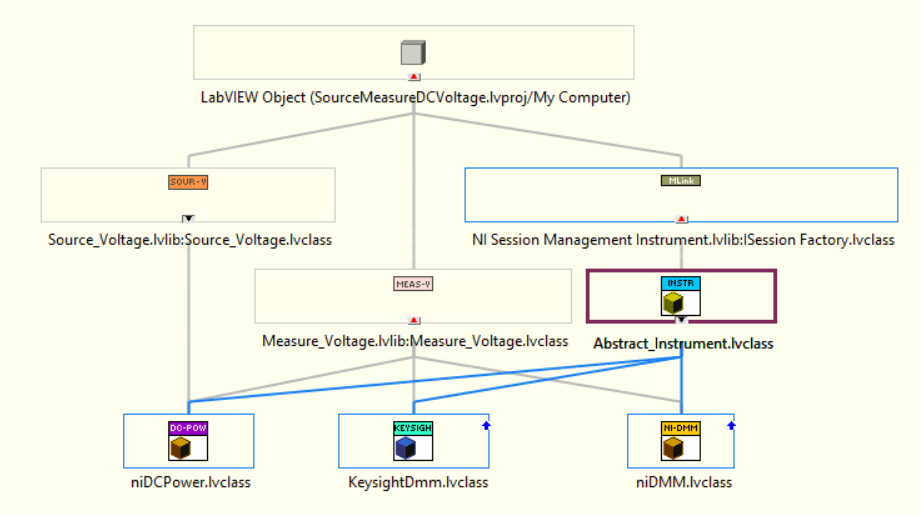 LabVIEW Object (SourceMeasureDCVoltage.lvproj/My Computer)
SOUR-V
MLink
Source_Voltage.lvlib:Source_Voltage.lvclass
NI Session Management Instrument.lvlib:ISession Factory.lvclass
MEAS-V
INSTR
Measure_Voltage.lvlib:Measure_Voltage.lvclass
Abstract_Instrument.lvclass
DC-POW
KEYSIGH
NI-DMM
niDCPower.lvclass
KeysightDmm.lvclass
niDMM.lvclass